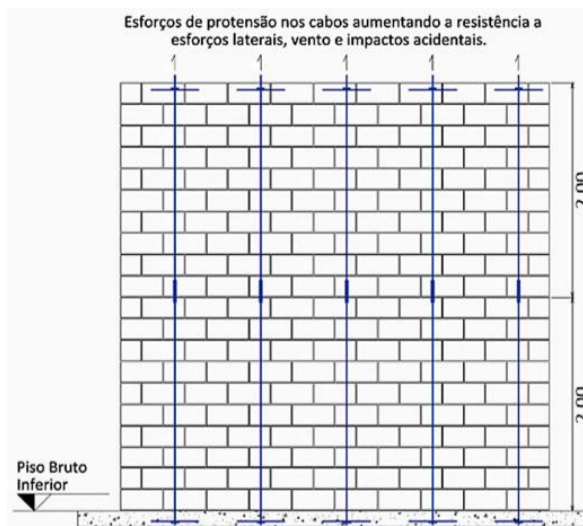 Esforços de protensão nos cabos aumentando a resistência a
esforços laterais, vento e impactos acidentais.
2,00
2,00
Piso Bruto
Inferior